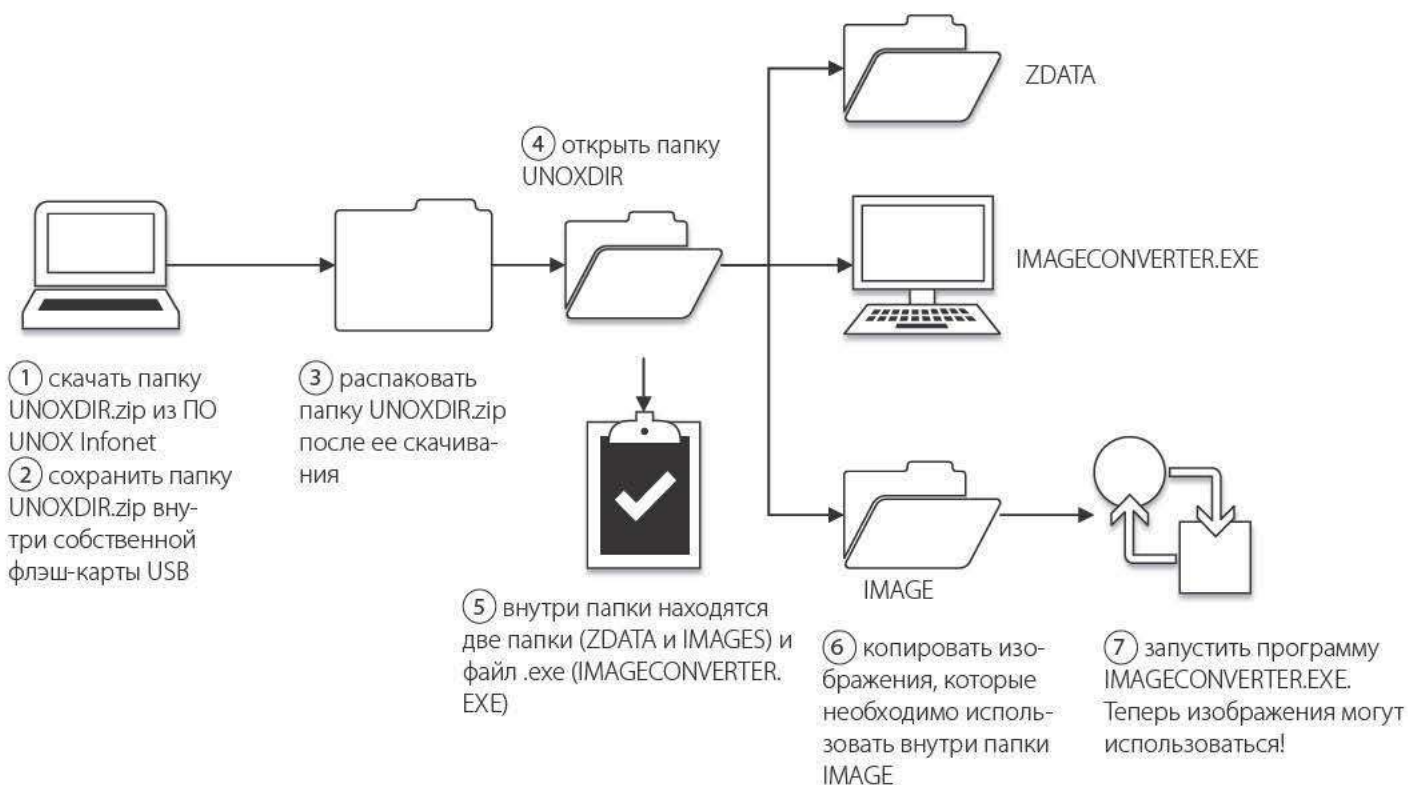 ZDATA
④ открыть папку
UNOXDIR
IMAGECONVERTER.EXE
① скачать папку
UNOXDIR.zip из ПО
UNOX Infonet
② сохранить папку
UNOXDIR.zip вну-
три собственной
флэш-карты USB
③ распаковать
папку UNOXDIR.zip
после ее скачива-
ния
⑤ внутри папки находятся
две папки (ZDATA и IMAGES) и
файл .exe (IMAGECONVERTER.
EXE)
IMAGE
⑥ копировать изо-
бражения, которые
необходимо исполь-
зовать внутри папки
IMAGE
⑦ запустить программу
IMAGECONVERTER.EXE.
Теперь изображения могут
использоваться!